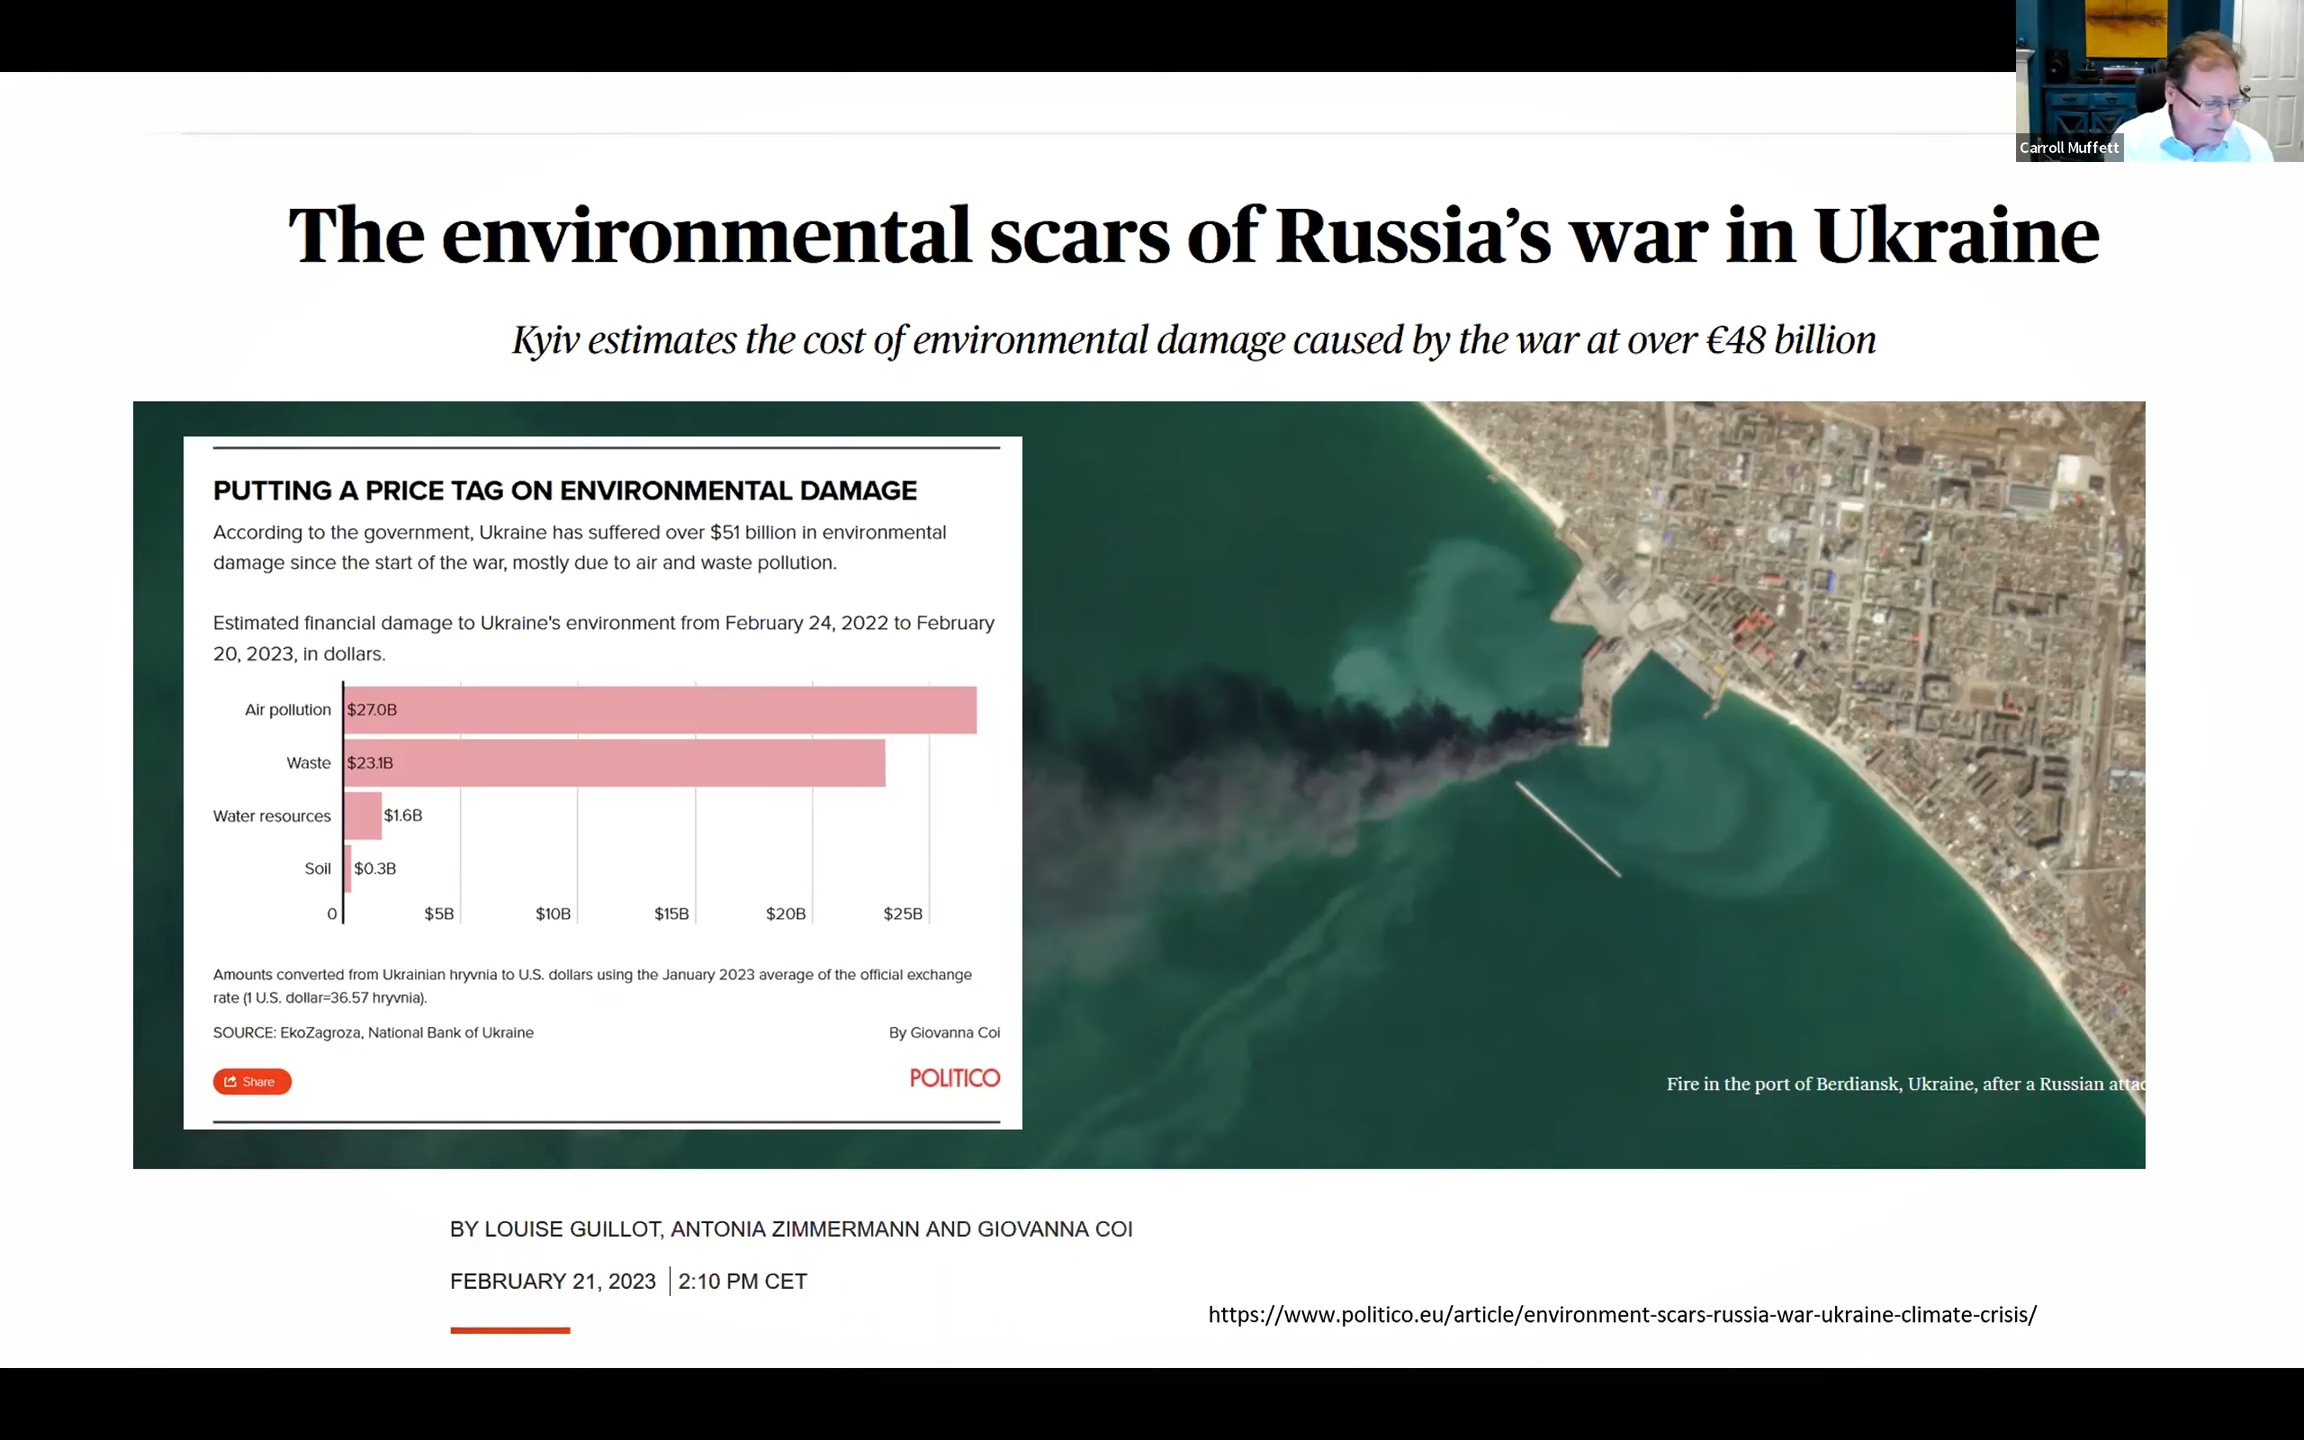 Carroll Muffett
The environmental scars of Russia’s war in Ukraine
Kyiv estimates the cost of environmental damage caused by the war at over €48 billion
PUTTING A PRICE TAG ON ENVIRONMENTAL DAMAGE
According to the government, Ukraine has suffered over $51 billion in environmental
damage since the start of the war, mostly due to air and waste pollution.
Estimated financial damage to Ukraine's environment from February 24, 2022 to February
20, 2023, in dollars.
Air pollution $27.0B
Waste $23.1B
Water resources $1.6B
Soil $0.3B
0 $5B $10B $15B $20B $25B
Amounts converted from Ukrainian hryvnia to U.S. dollars using the January 2023 average of the official exchange
rate (1 U.S. dollar=36.57 hryvnia).
SOURCE: EkoZagroza, National Bank of Ukraine By Giovanna Coi
Share POLITICO
Fire in the port of Berdiansk, Ukraine, after a Russian attac
BY LOUISE GUILLOT, ANTONIA ZIMMERMANN AND GIOVANNA COI
FEBRUARY 21, 2023 | 2:10 PM CET
https://www.politico.eu/article/environment-scars-russia-war-ukraine-climate-crisis/